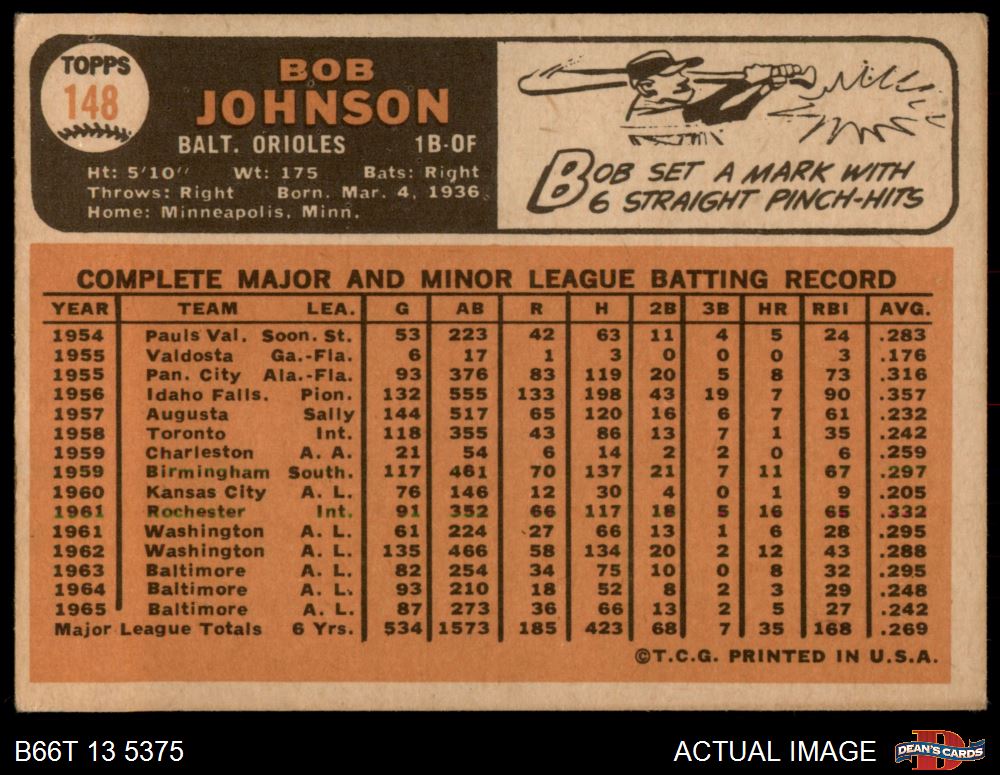 TOPPS
148
BOB
JOHNSON
BALT. ORIOLES 1B-OF
Ht: 5'10" Wt: 175 Bats: Right
Throws: Right Born. Mar. 4, 1936
Home: Minneapolis, Minn.
BOB SET A MARK WITH
6 STRAIGHT PINCH-HITS
COMPLETE MAJOR AND MINOR LEAGUE BATTING RECORD
YEAR TEAM LEA. G AB R H 2B 3B HR RBI AVG.
1954 Pauls Val. Soon. St. 53 223 42 63 11 4 5 24 .283
1955 Valdosta Ga.-Fla. 6 17 1 3 0 0 0 3 .176
1955 Pan. City Ala.-Fla. 93 376 83 119 20 5 8 73 .316
1956 Idaho Falls. Pion. 132 555 133 198 43 19 7 90 .357
1957 Augusta Sally 144 517 65 120 16 6 7 61 .232
1958 Toronto Int. 118 355 43 86 13 7 1 35 .242
1959 Charleston A. A. 21 54 6 14 2 2 0 6 .259
1959 Birmingham South. 117 461 70 137 21 7 11 67 .297
1960 Kansas City A. L. 76 146 12 30 4 0 1 9 .205
1961 Rochester Int. 91 352 66 117 18 5 16 65 .332
1961 Washington A. L. 61 224 27 66 13 1 6 28 .295
1962 Washington A. L. 135 466 58 134 20 2 12 43 .288
1963 Baltimore A. L. 82 254 34 75 10 0 8 32 .295
1964 Baltimore A. L. 93 210 18 52 8 2 3 29 .248
1965 Baltimore A. L. 87 273 36 66 13 2 5 27 .242
Major League Totals 6 Yrs. 534 1573 185 423 68 7 35 168 .269
©T.C.G. PRINTED IN U.S.A.
B66T 13 5375
ACTUAL IMAGE
DEAN'S CARDS